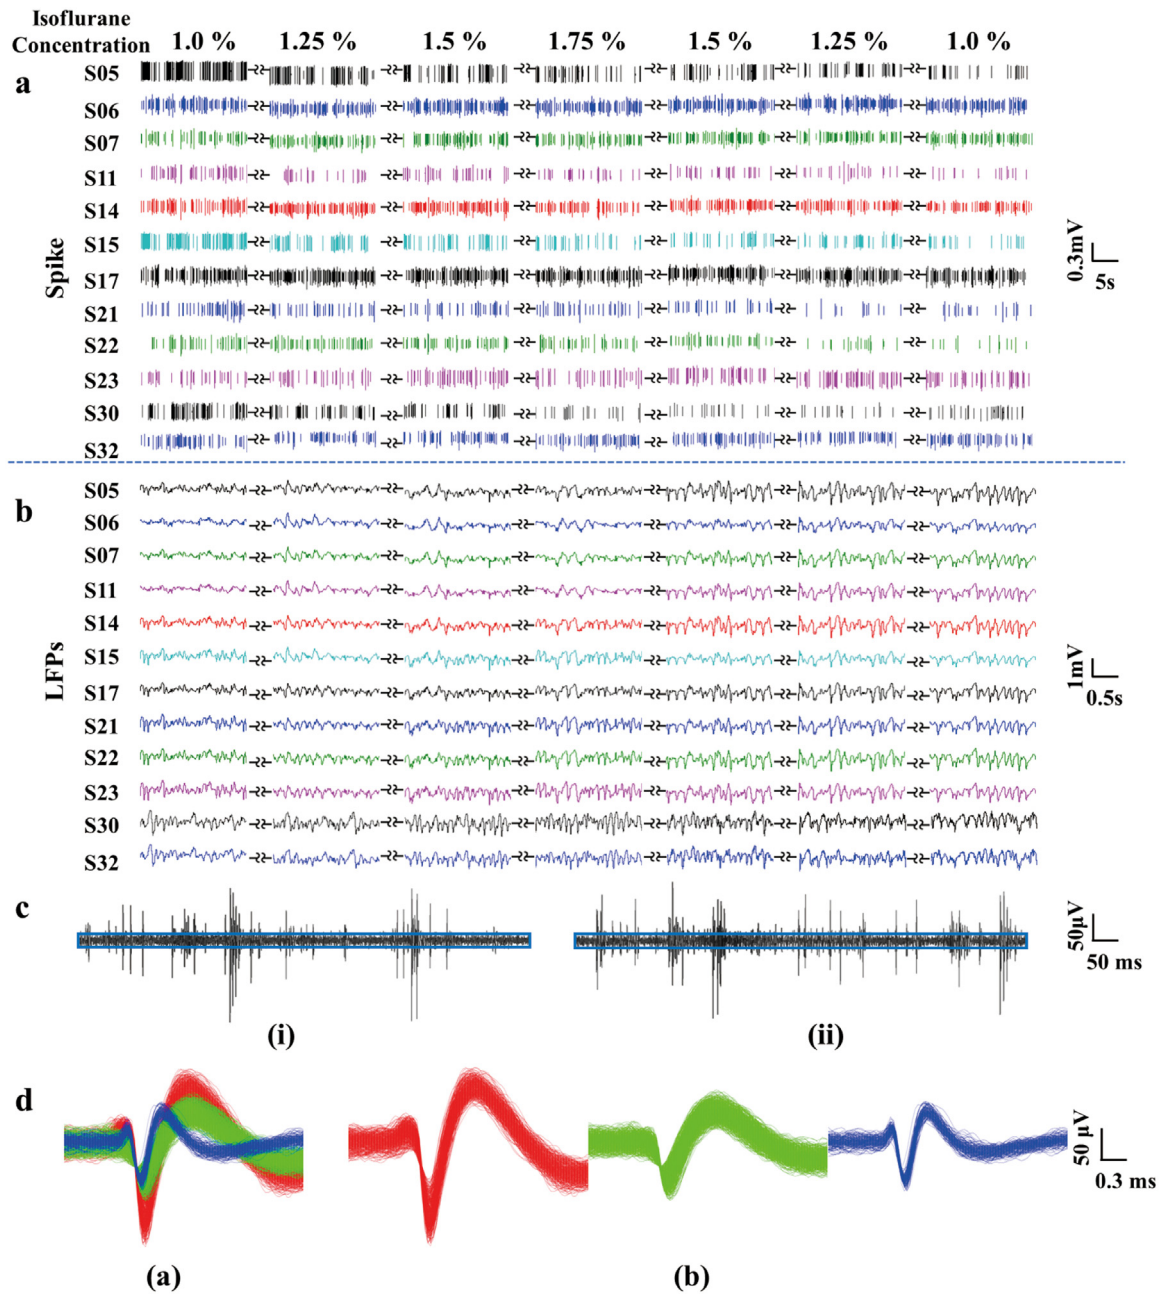 Isoflurane
Concentration 1.0 % 1.25 % 1.5 % 1.75 % 1.5 % 1.25 % 1.0 %
a
S05
S06
S07
S11
S14
S15
S17
S21
S22
S23
S30
S32
Spike
0.3mV
5s
b
S05
S06
S07
S11
S14
S15
S17
S21
S22
S23
S30
S32
LFPs
1mV
0.5s
c
50μV
50 ms
(i) (ii)
d
50 μV
0.3 ms
(a) (b)